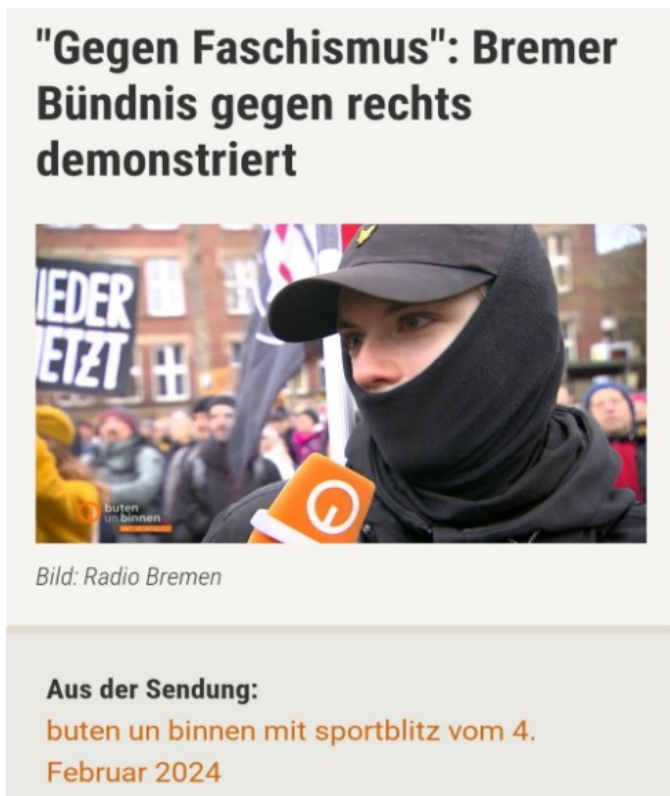 "Gegen Faschismus": Bremer
Bündnis gegen rechts
demonstriert
IEDER
ETZT
buten
un binnen
Bild: Radio Bremen
Aus der Sendung:
buten un binnen mit sportblitz vom 4.
Februar 2024